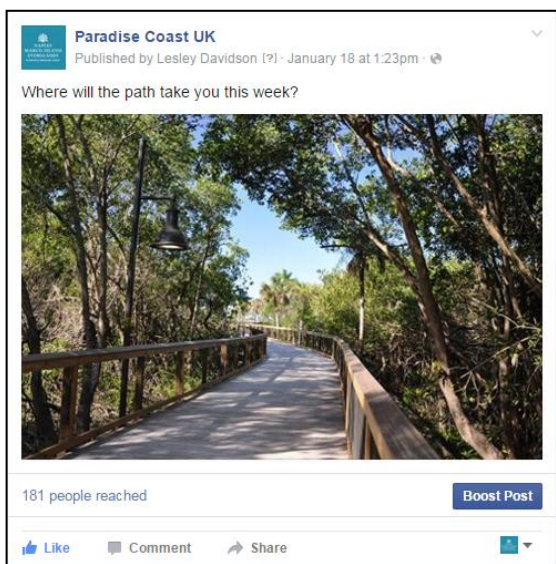 Paradise Coast UK
Published by Lesley Davidson [?] · January 18 at 1:23pm ·
Where will the path take you this week?
181 people reached
Boost Post
Like Comment Share